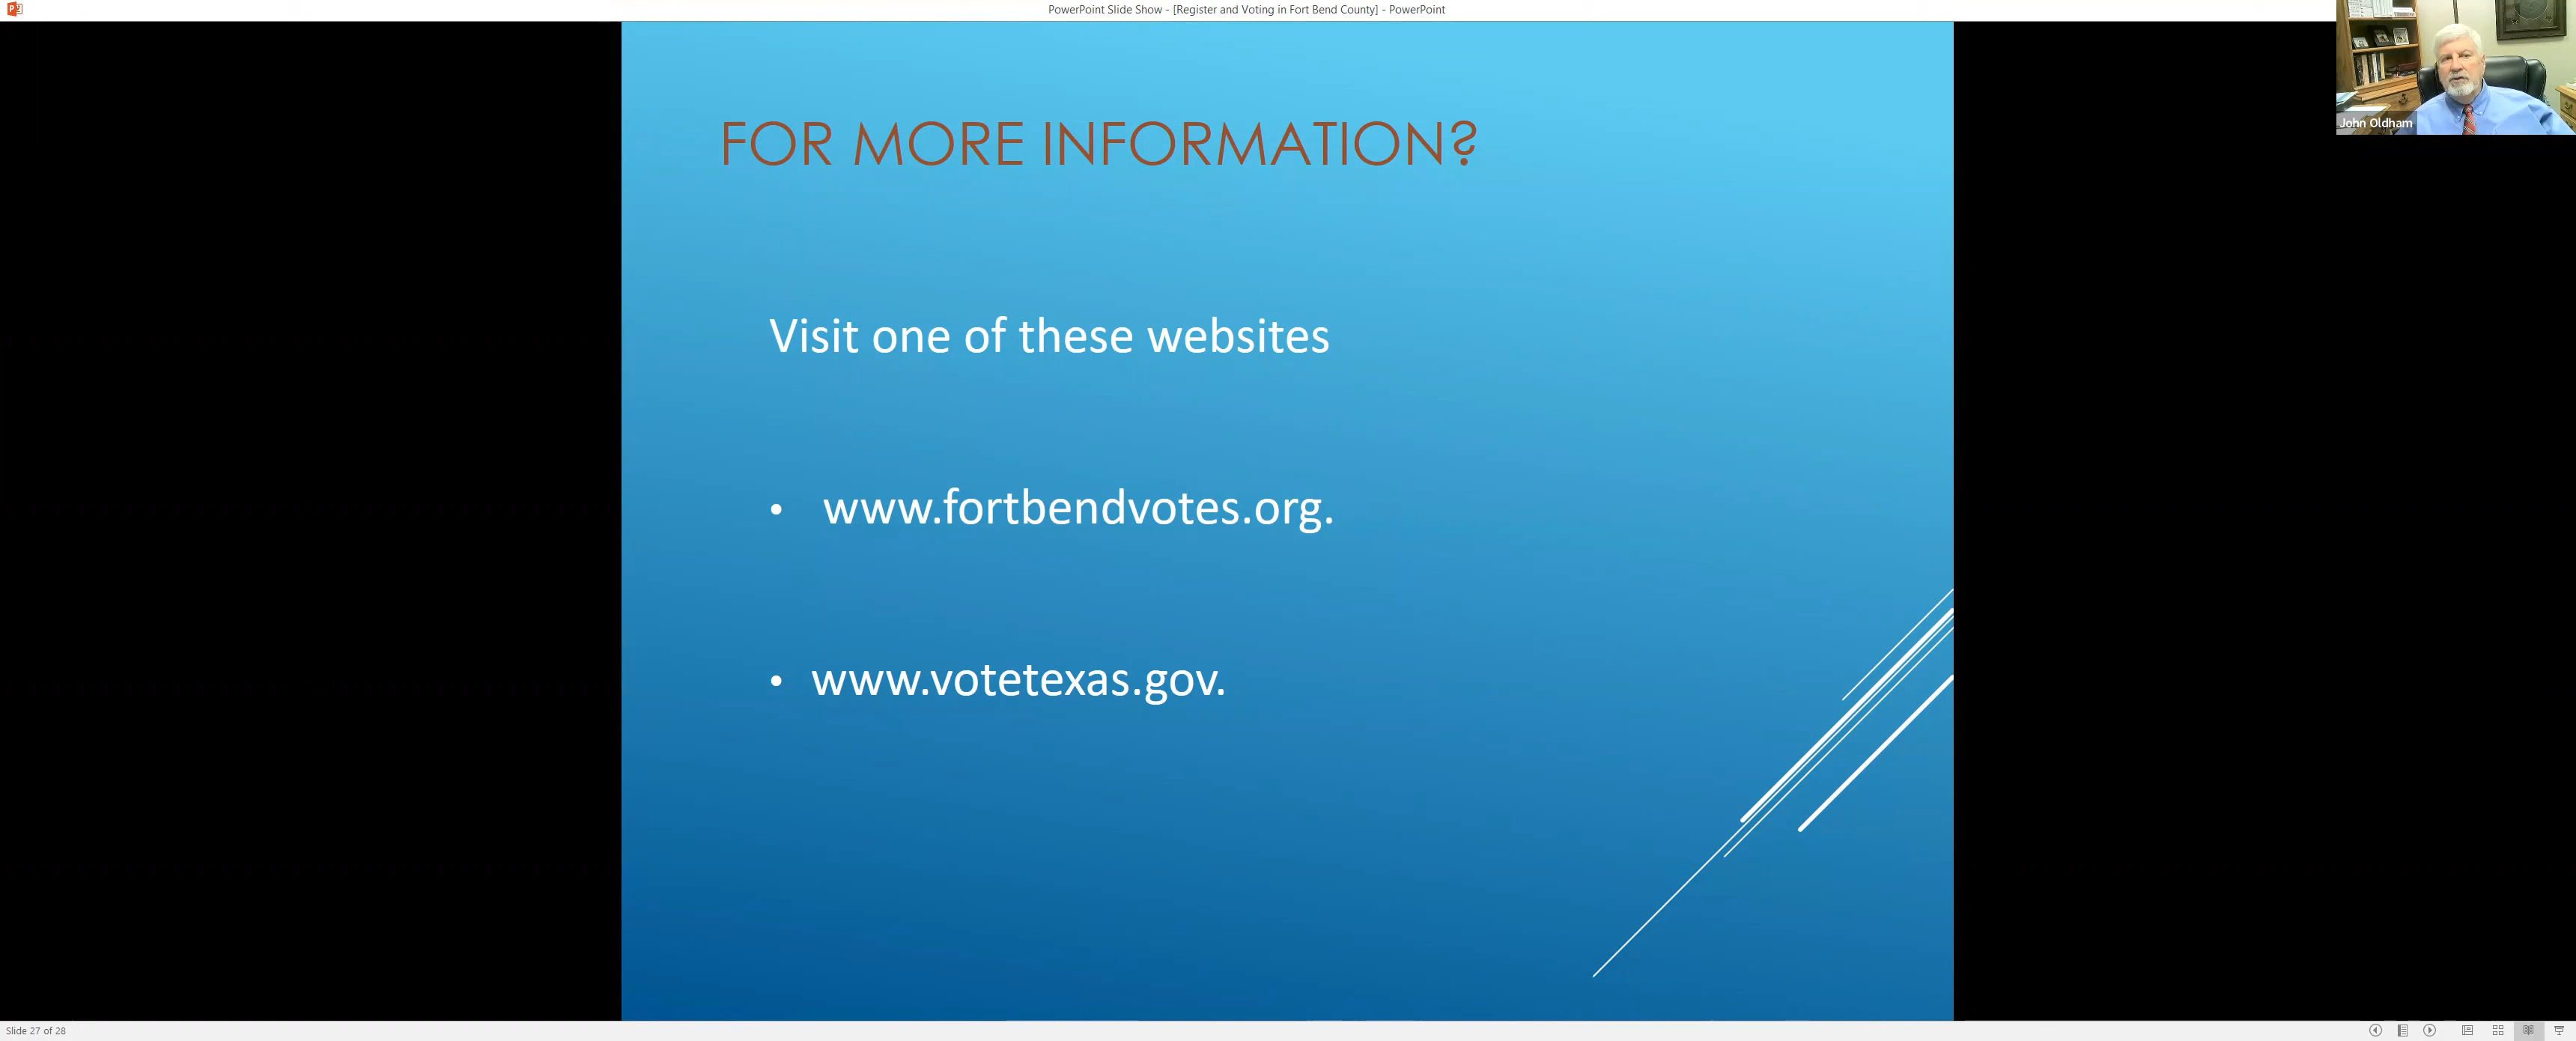 PowerPoint Slide Show - [Register and Voting in Fort Bend County] - PowerPoint
John Oldham
FOR MORE INFORMATION?
Visit one of these websites
• www.fortbendvotes.org.
• www.votetexas.gov.
Slide 27 of 28